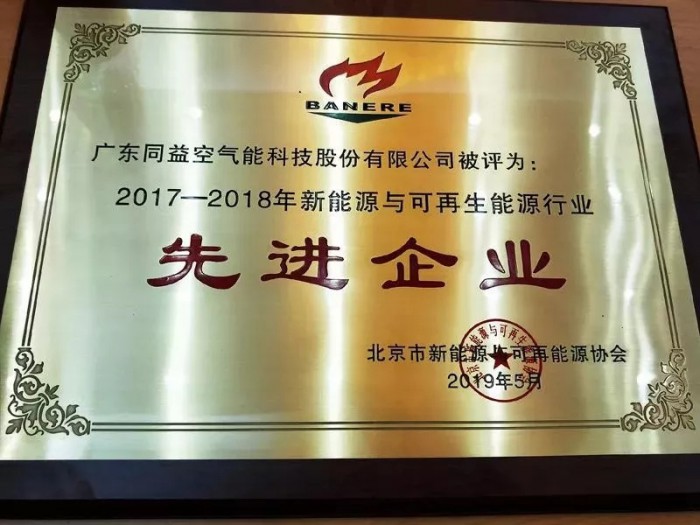 BANERE
广东同益空气能科技股份有限公司被评为：
2017—2018年新能源与可再生能源行业
先进企业
北京市新能源与可再能源协会
2019年5月